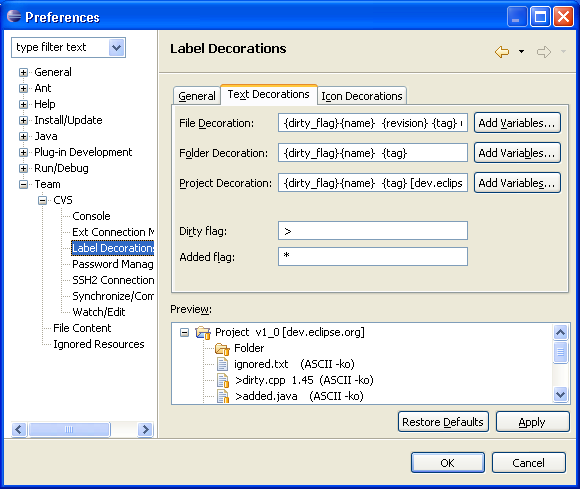 Preferences
type filter text
General
Ant
Help
Install/Update
Java
Plug-in Development
Run/Debug
Team
CVS
Console
Ext Connection M
Label Decorations
Password Manag
SSH2 Connection
Synchronize/Com
Watch/Edit
File Content
Ignored Resources
Label Decorations
General Text Decorations Icon Decorations
File Decoration: {dirty_flag}{name} {revision} {tag} Add Variables...
Folder Decoration: {dirty_flag}{name} {tag} Add Variables...
Project Decoration: {dirty_flag}{name} {tag} [dev.eclips Add Variables...
Dirty flag: >
Added flag: *
Preview:
Project v1_0 [dev.eclipse.org]
Folder
ignored.txt (ASCII -ko)
>dirty.cpp 1.45 (ASCII -ko)
>added.java (ASCII -ko)
Restore Defaults Apply
OK Cancel